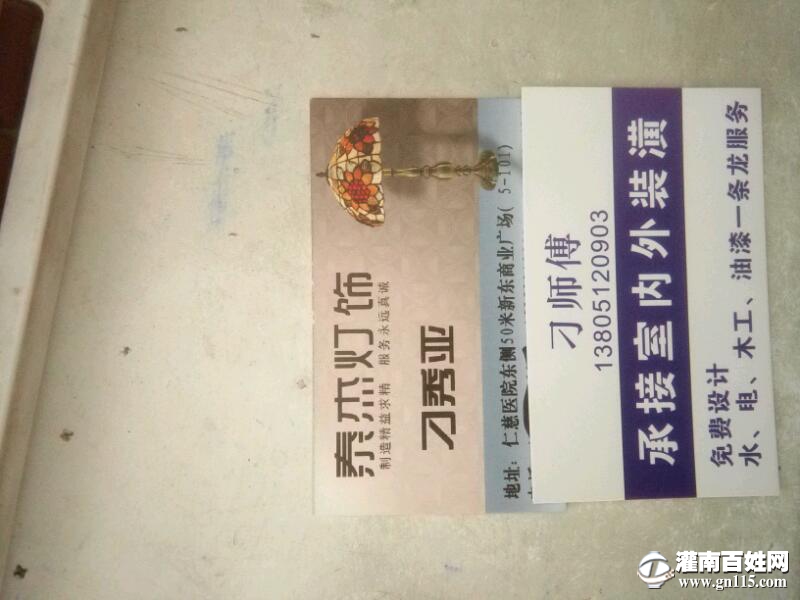 泰杰灯饰
制造精益求精 服务永远真诚
刁秀亚
地址：仁慈医院东侧50米新东商业广场( 5-101)
刁师傅
13805120903
承接室内外装潢
免费设计
水、电、木工、油漆一条龙服务
灌南百姓网
www.gn115.com